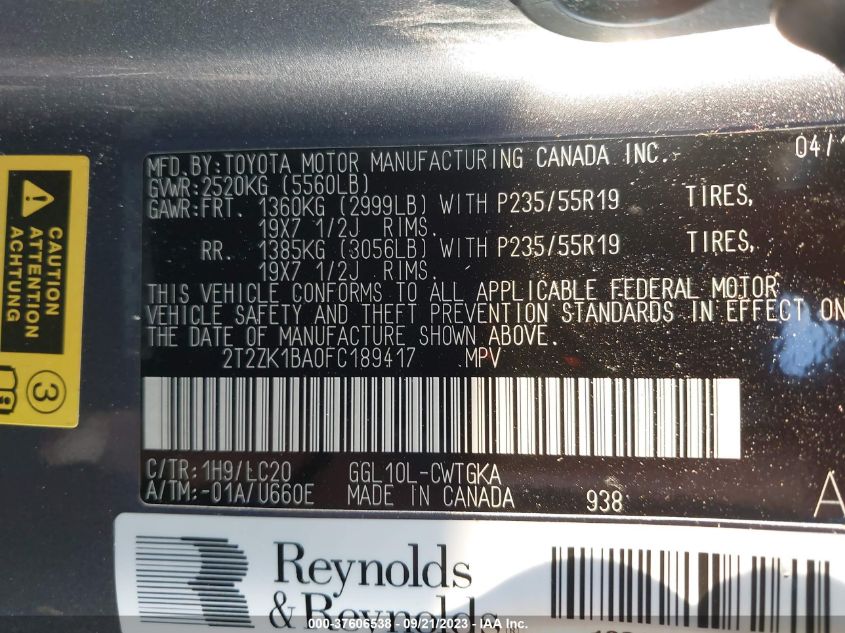 MFD. BY: TOYOTA MOTOR MANUFACTURING CANADA INC. 04/1
GVWR: 2520KG (5560LB)
GAWR: FRT. 1360KG (2999LB) WITH P235/55R19 TIRES,
19X7 1/2J RIMS.
RR. 1385KG (3056LB) WITH P235/55R19 TIRES,
19X7 1/2J RIMS.
THIS VEHICLE CONFORMS TO ALL APPLICABLE FEDERAL MOTOR
VEHICLE SAFETY AND THEFT PREVENTION STANDARDS IN EFFECT ON
THE DATE OF MANUFACTURE SHOWN ABOVE.
2T2ZK1BA0FC189417 MPV
C/TR: 1H9/LC20 GGL10L-CWTGKA
A/TM: -01A/U660E MADE IN CANADA 938 A
CAUTION
ATTENTION
ACHTUNG
3
Reynolds
& Reynolds
000-37606538 - 09/21/2023 - IAA Inc.